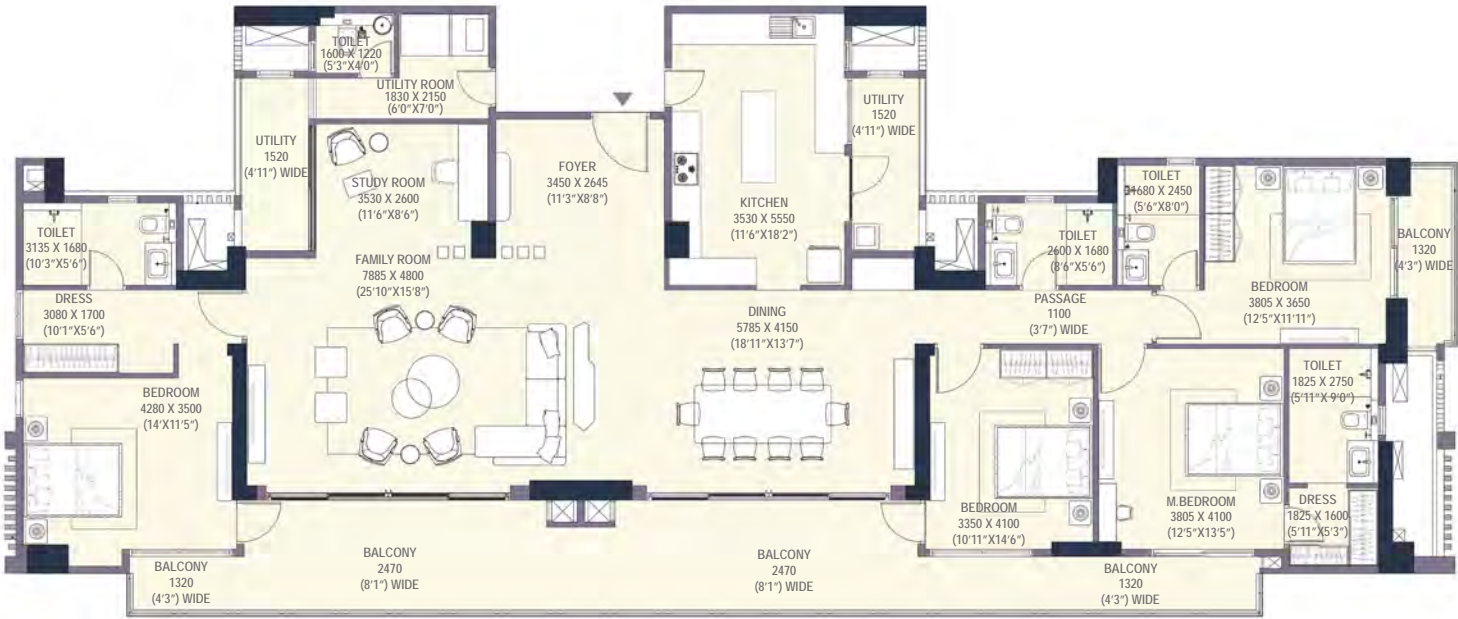 TOILET
1600 X 1220
(5'3"X4'0")
UTILITY ROOM
1830 X 2150
(6'0"X7'0")
UTILITY
1520
(4'11") WIDE
STUDY ROOM
3530 X 2600
(11'6"X8'6")
FOYER
3450 X 2645
(11'3"X8'8")
KITCHEN
3530 X 5550
(11'6"X18'2")
UTILITY
1520
(4'11") WIDE
TOILET
1680 X 2450
(5'6"X8'0")
TOILET
3135 X 1680
(10'3"X5'6")
TOILET
2600 X 1680
(8'6"X5'6")
BALCONY
1320
(4'3") WIDE
FAMILY ROOM
7885 X 4800
(25'10"X15'8")
BEDROOM
3805 X 3650
(12'5"X11'11")
DRESS
3080 X 1700
(10'1"X5'6")
DINING
5785 X 4150
(18'11"X13'7")
PASSAGE
1100
(3'7") WIDE
BEDROOM
4280 X 3500
(14'X11'5")
TOILET
1825 X 2750
(5'11"X 9'0")
BEDROOM
3350 X 4100
(10'11"X14'6")
M.BEDROOM
3805 X 4100
(12'5"X13'5")
DRESS
1825 X 1600
(5'11"X5'3")
BALCONY
1320
(4'3") WIDE
BALCONY
2470
(8'1") WIDE
BALCONY
2470
(8'1") WIDE
BALCONY
1320
(4'3") WIDE